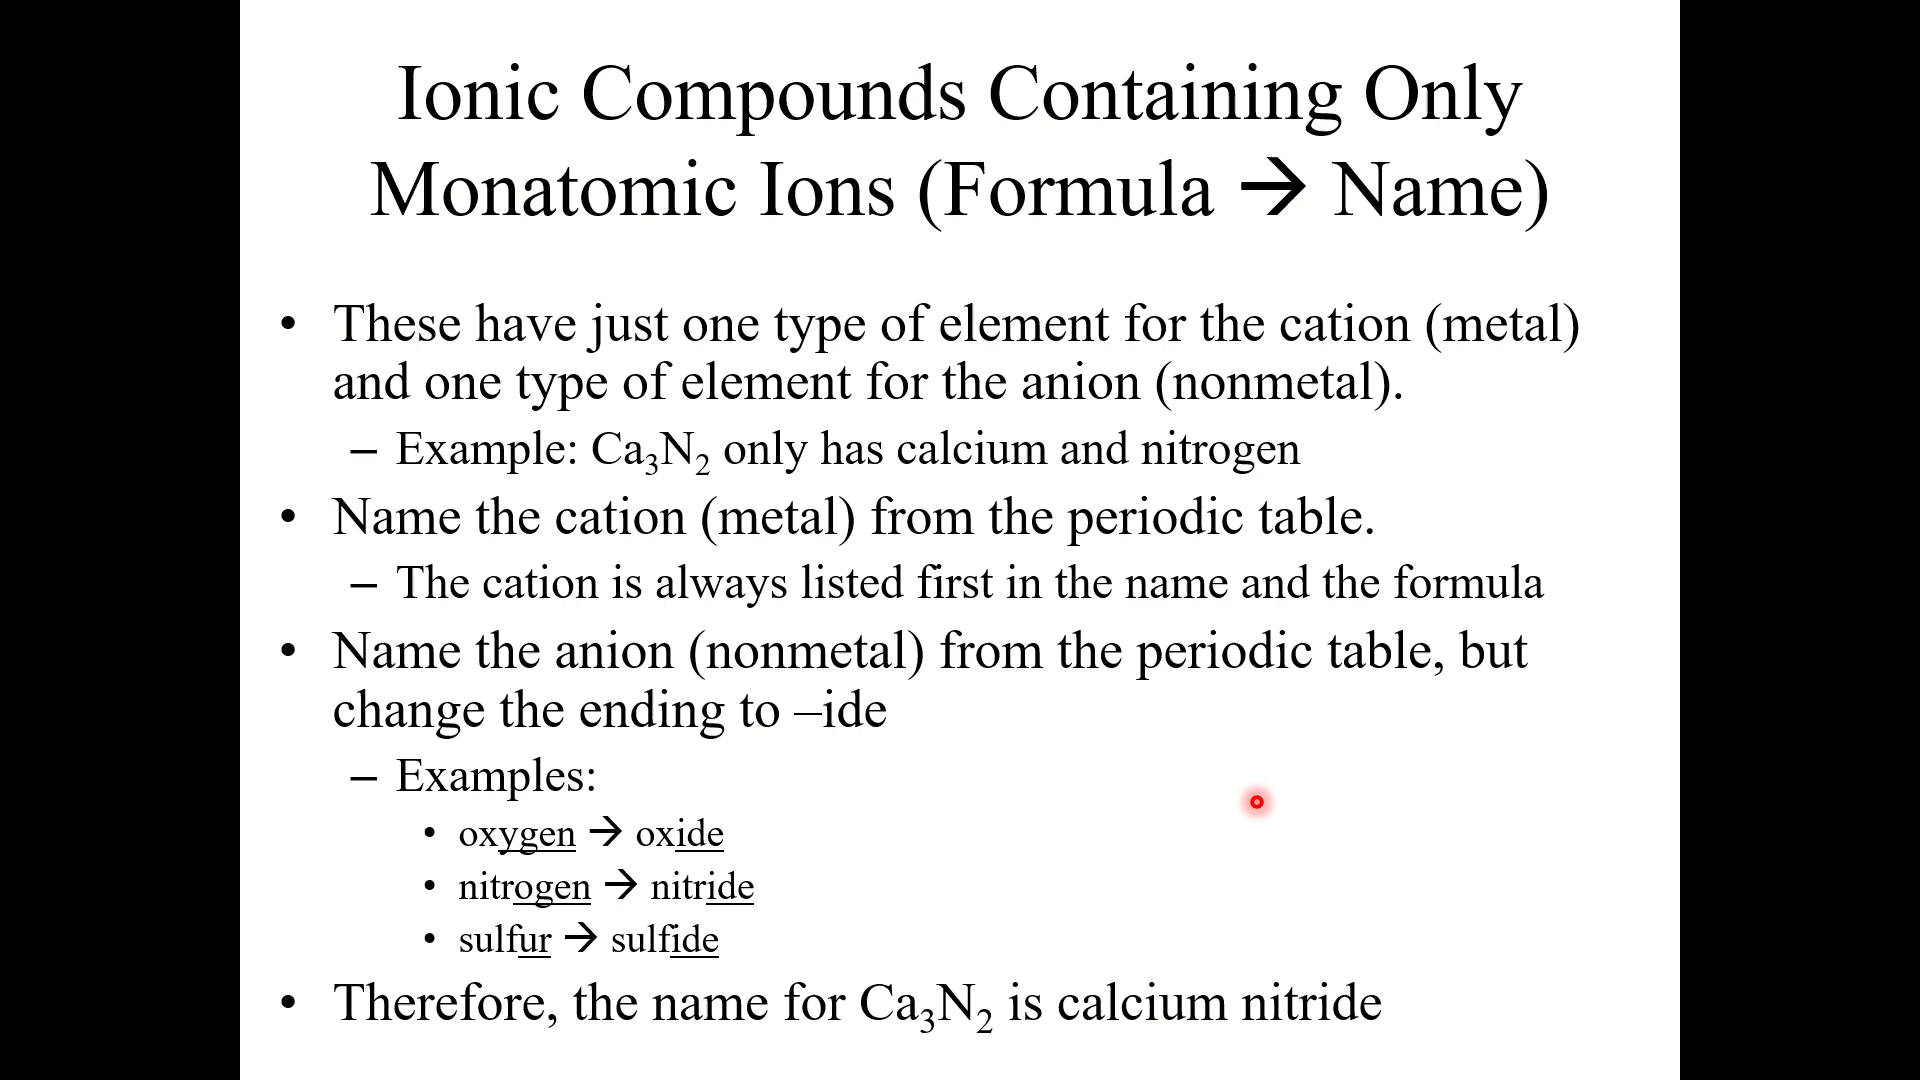 Ionic Compounds Containing Only
Monatomic Ions (Formula → Name)
• These have just one type of element for the cation (metal)
and one type of element for the anion (nonmetal).
– Example: Ca₃N₂ only has calcium and nitrogen
• Name the cation (metal) from the periodic table.
– The cation is always listed first in the name and the formula
• Name the anion (nonmetal) from the periodic table, but
change the ending to –ide
– Examples:
• oxygen → oxide
• nitrogen → nitride
• sulfur → sulfide
• Therefore, the name for Ca₃N₂ is calcium nitride